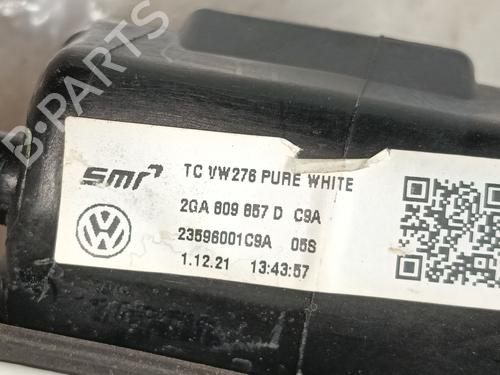 B-PARTS
smr
TC VW276 PURE WHITE
2GA 809 857 D C9A
23596001C9A 05S
1.12.21 13:43:57